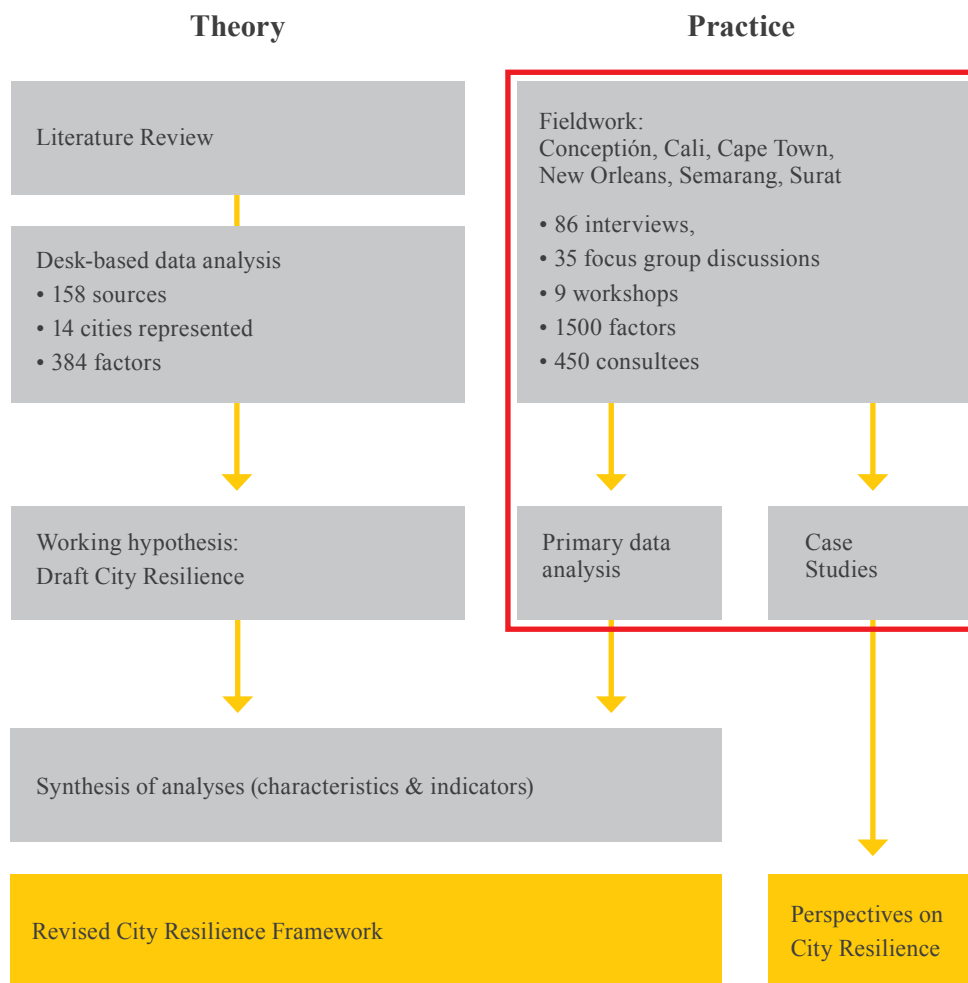 Theory
Literature Review
Desk-based data analysis
• 158 sources
• 14 cities represented
• 384 factors
Working hypothesis:
Draft City Resilience
Practice
Fieldwork:
Conceptión, Cali, Cape Town,
New Orleans, Semarang, Surat
• 86 interviews,
• 35 focus group discussions
• 9 workshops
• 1500 factors
• 450 consultees
Primary data
analysis
Case
Studies
Synthesis of analyses (characteristics & indicators)
Revised City Resilience Framework
Perspectives on
City Resilience